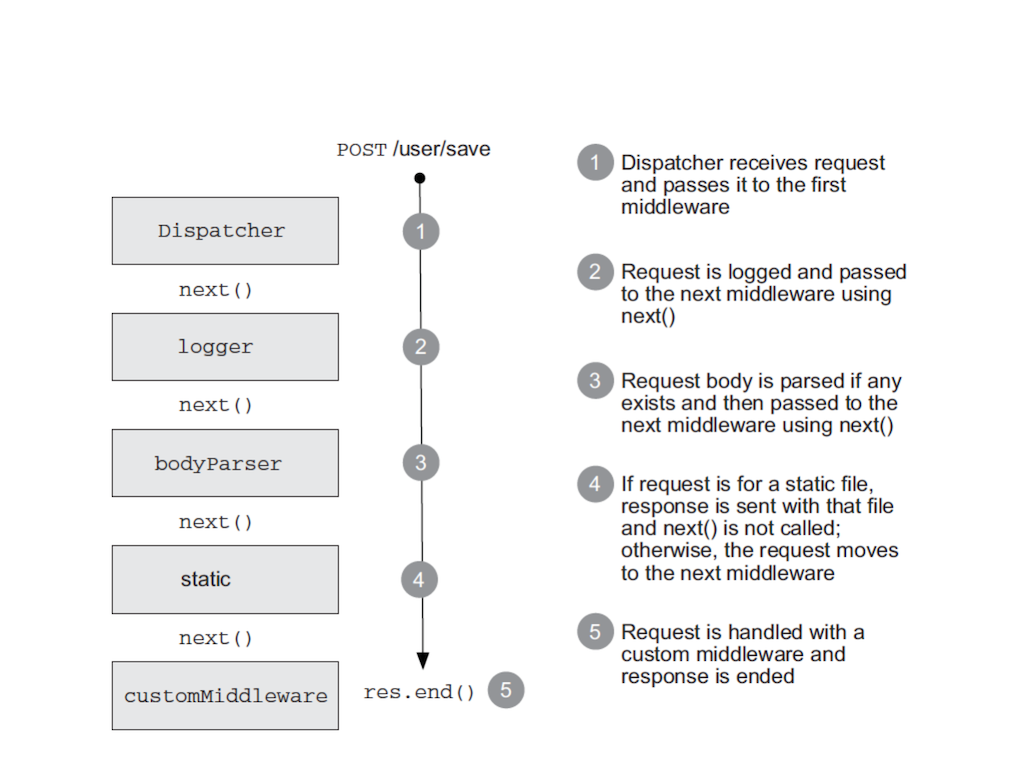 POST /user/save
Dispatcher
1
next()
logger
2
next()
bodyParser
3
next()
static
4
next()
customMiddleware
res.end() 5
1 Dispatcher receives request
and passes it to the first
middleware
2 Request is logged and passed
to the next middleware using
next()
3 Request body is parsed if any
exists and then passed to the
next middleware using next()
4 If request is for a static file,
response is sent with that file
and next() is not called;
otherwise, the request moves
to the next middleware
5 Request is handled with a
custom middleware and
response is ended